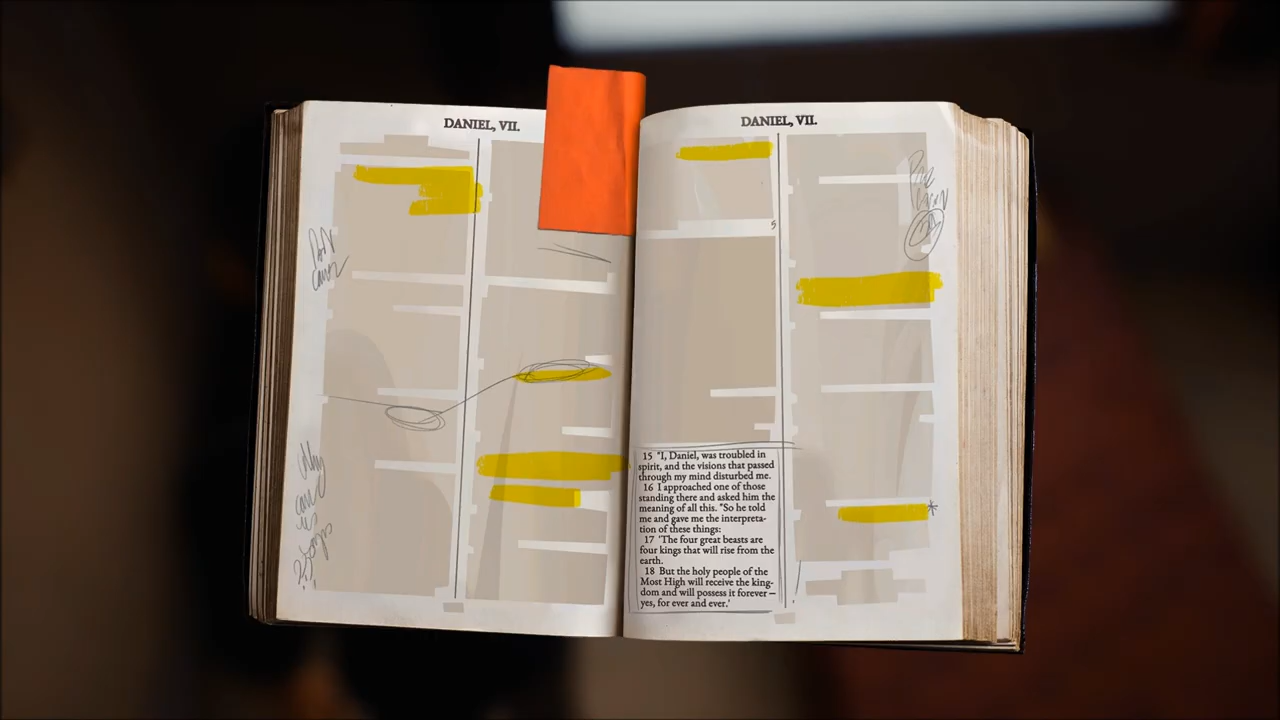 DANIEL, VII.
DANIEL, VII.
5
15 "I, Daniel, was troubled in
spirit, and the visions that passed
through my mind disturbed me.
16 I approached one of those
standing there and asked him the
meaning of all this. "So he told
me and gave me the interpreta-
tion of these things:
17 'The four great beasts are
four kings that will rise from the
earth.
18 But the holy people of the
Most High will receive the king-
dom and will possess it forever –
yes, for ever and ever.'
*